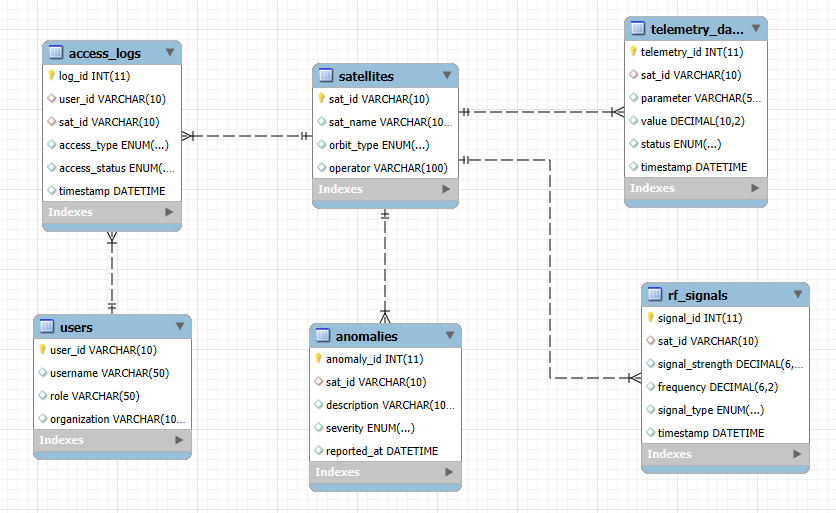 access_logs
log_id INT(11)
user_id VARCHAR(10)
sat_id VARCHAR(10)
access_type ENUM(...)
access_status ENUM(....
timestamp DATETIME
Indexes
satellites
sat_id VARCHAR(10)
sat_name VARCHAR(10...
orbit_type ENUM(...)
operator VARCHAR(100)
Indexes
telemetry_da...
telemetry_id INT(11)
sat_id VARCHAR(10)
parameter VARCHAR(5...
value DECIMAL(10,2)
status ENUM(...)
timestamp DATETIME
Indexes
users
user_id VARCHAR(10)
username VARCHAR(50)
role VARCHAR(50)
organization VARCHAR(10...
Indexes
anomalies
anomaly_id INT(11)
sat_id VARCHAR(10)
description VARCHAR(10...
severity ENUM(...)
reported_at DATETIME
Indexes
rf_signals
signal_id INT(11)
sat_id VARCHAR(10)
signal_strength DECIMAL(6,...
frequency DECIMAL(6,2)
signal_type ENUM(...)
timestamp DATETIME
Indexes